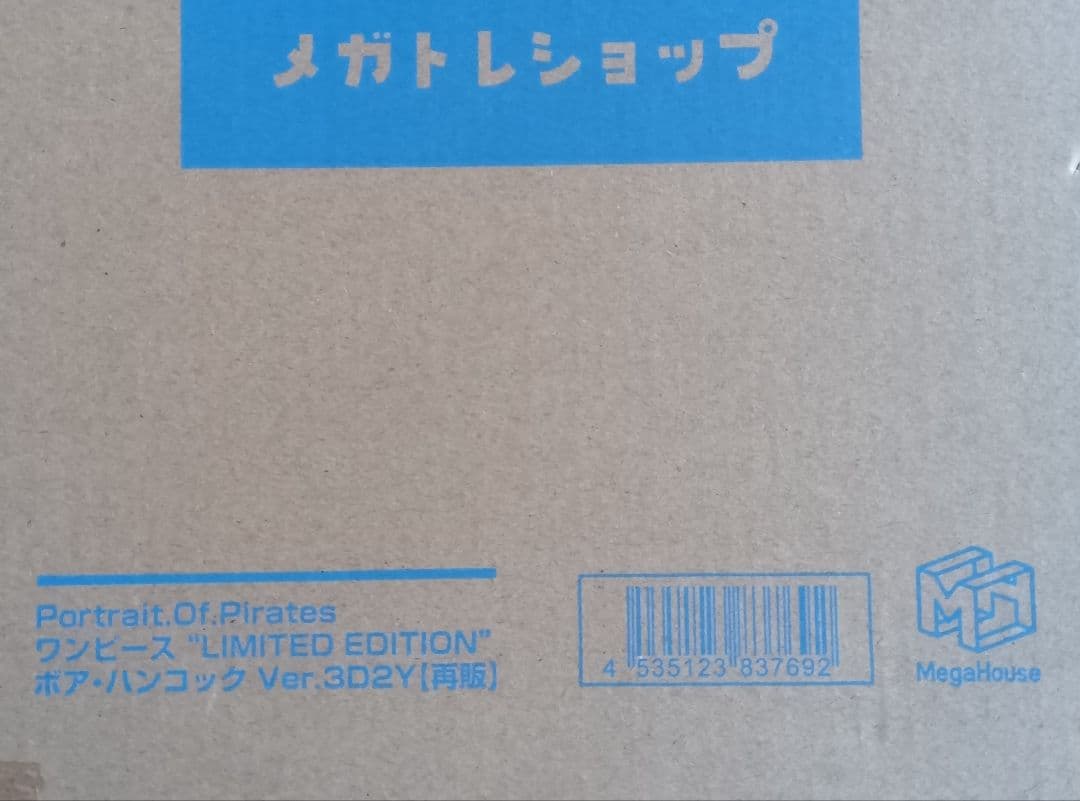 メガトレショップ
Portrait.Of.Pirates
ワンピース “LIMITED EDITION”
ボア・ハンコック Ver.3D2Y【再販】
4 535123 837692
MegaHouse